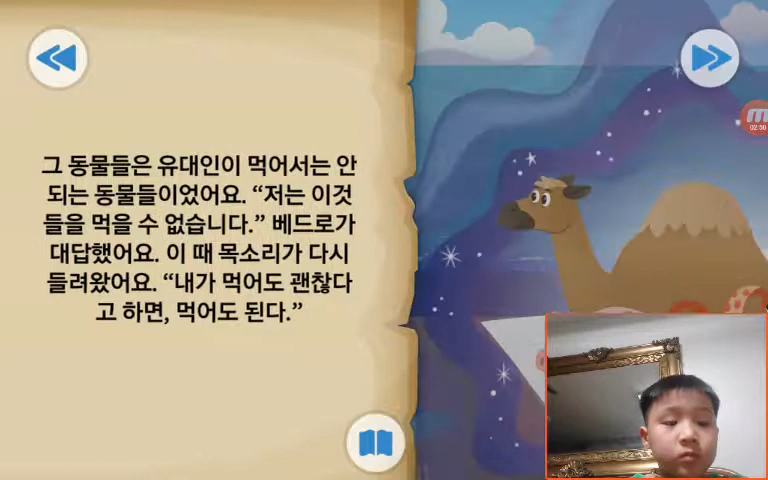 그 동물들은 유대인이 먹어서는 안
되는 동물들이었어요. “저는 이것
들을 먹을 수 없습니다.” 베드로가
대답했어요. 이 때 목소리가 다시
들려왔어요. “내가 먹어도 괜찮다
고 하면, 먹어도 된다.”
02:50